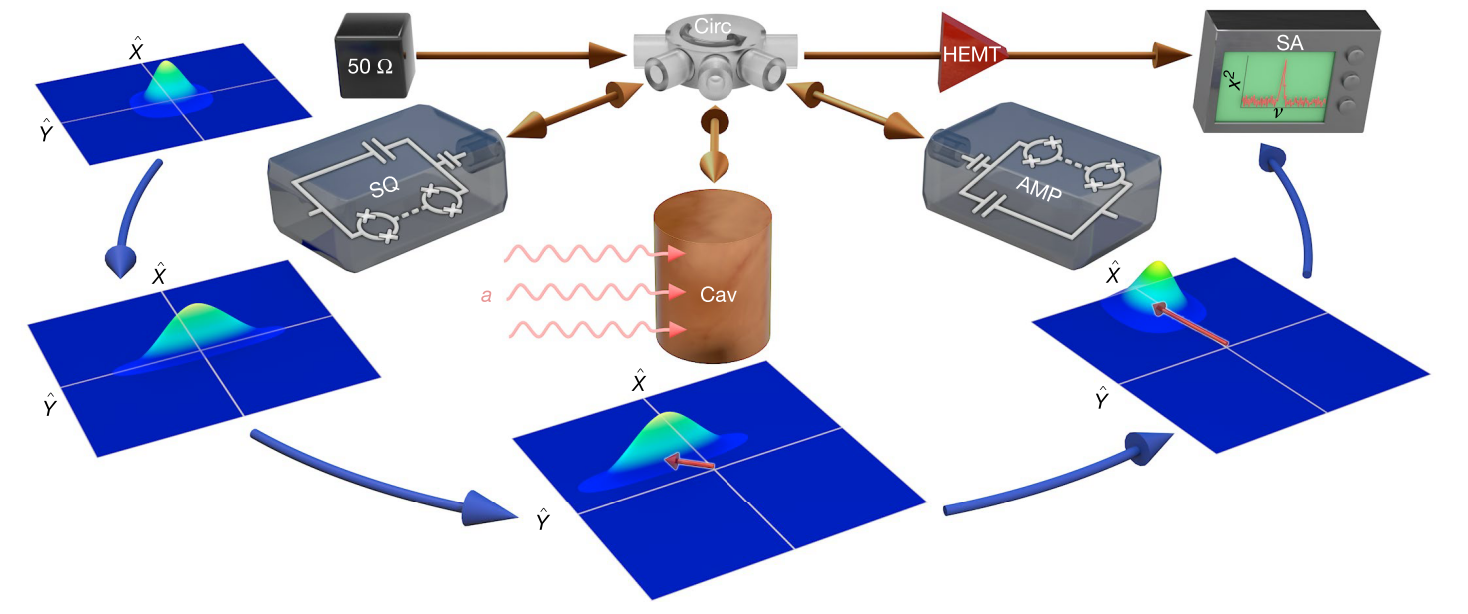 Circ
X̂
50 Ω
HEMT
SA
x²
ν
Ŷ
SQ
AMP
X̂
X̂
a
Cav
Ŷ
X̂
Ŷ
Ŷ